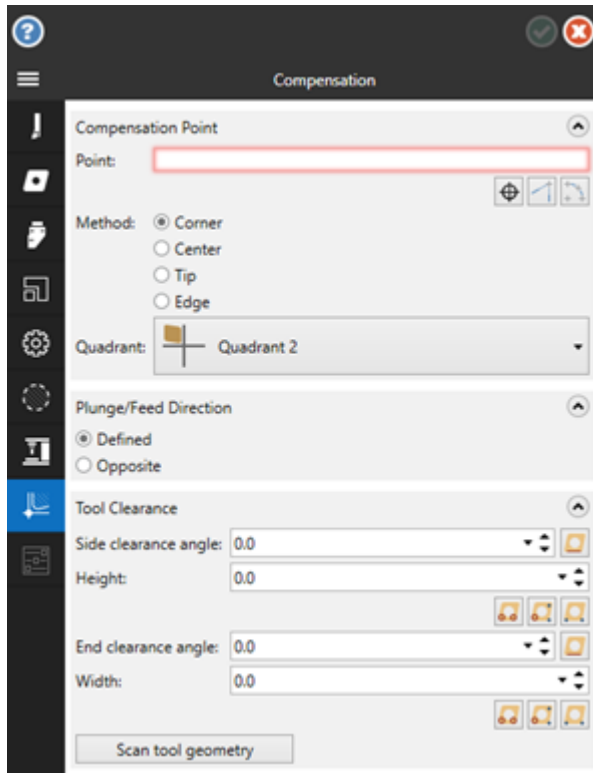 ?
Compensation
Compensation Point
Point:
Method: Corner
Center
Tip
Edge
Quadrant: Quadrant 2
Plunge/Feed Direction
Defined
Opposite
Tool Clearance
Side clearance angle: 0.0
Height: 0.0
End clearance angle: 0.0
Width: 0.0
Scan tool geometry